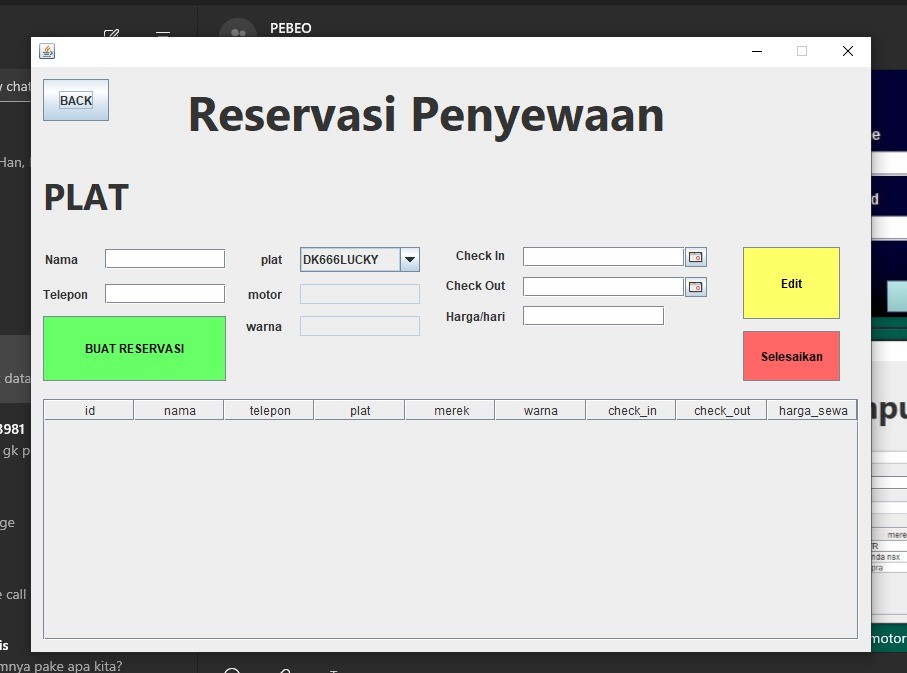 PEBEO
chat
Han,
BACK
Reservasi Penyewaan
PLAT
Nama
plat
DK666LUCKY
Check In
Edit
Telepon
motor
Check Out
warna
Harga/hari
BUAT RESERVASI
Selesaikan
id nama telepon plat merek warna check_in check_out harga_sewa
data
3981
gk p
ge
call
is
mnya pake apa kita?
e
d
npu
mere
R
nda nsx
pra
motor